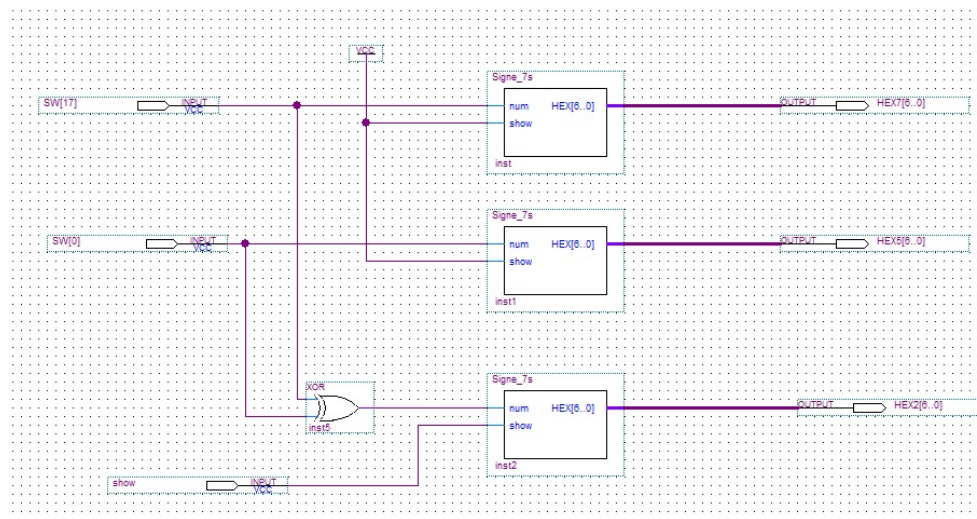 VCC
Signe_7s
SW[17] INPUT VCC num HEX[6..0] OUTPUT HEX7[6..0]
show
inst
Signe_7s
SW[0] INPUT VCC num HEX[6..0] OUTPUT HEX5[6..0]
show
inst1
Signe_7s
XOR
num HEX[6..0] OUTPUT HEX2[6..0]
inst5 show
inst2
show INPUT VCC